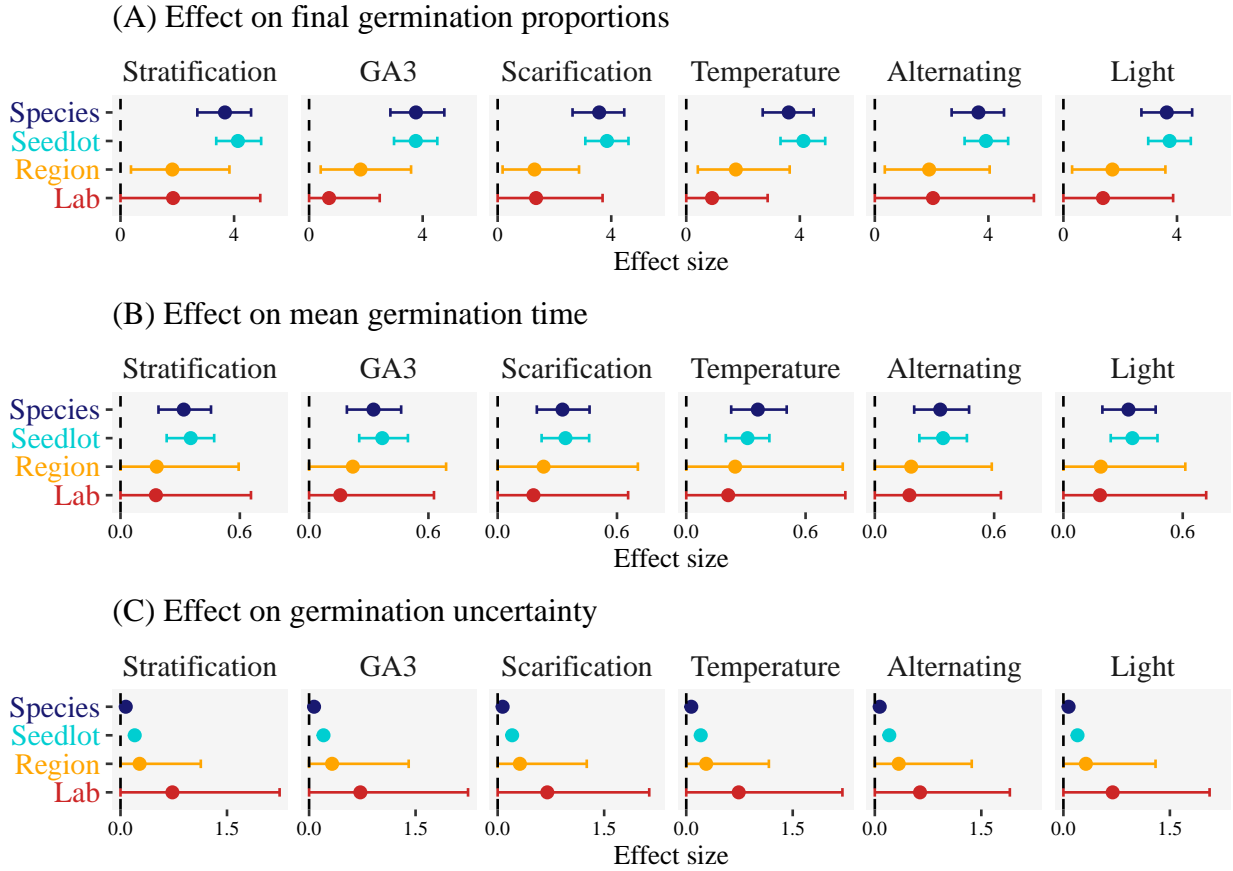 (A) Effect on final germination proportions
Stratification GA3 Scarification Temperature Alternating Light
Species
Seedlot
Region
Lab
0 4 0 4 0 4 0 4 0 4 0 4
Effect size
(B) Effect on mean germination time
Stratification GA3 Scarification Temperature Alternating Light
Species
Seedlot
Region
Lab
0.0 0.6 0.0 0.6 0.0 0.6 0.0 0.6 0.0 0.6 0.0 0.6
Effect size
(C) Effect on germination uncertainty
Stratification GA3 Scarification Temperature Alternating Light
Species
Seedlot
Region
Lab
0.0 1.5 0.0 1.5 0.0 1.5 0.0 1.5 0.0 1.5 0.0 1.5
Effect size